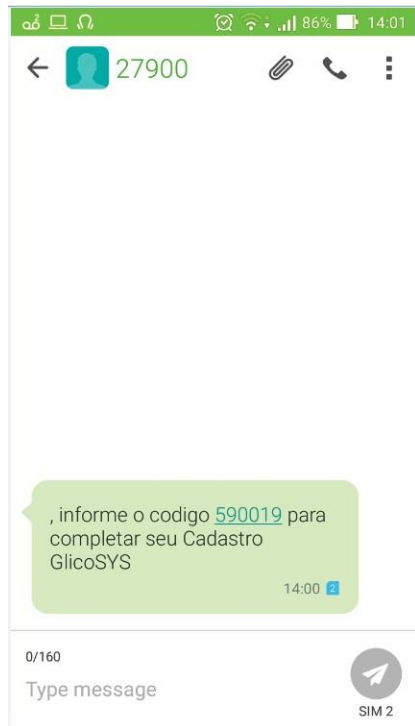 86% 14:01
27900
, informe o codigo 590019 para
completar seu Cadastro
GlicoSYS
14:00 2
0/160
Type message
SIM 2